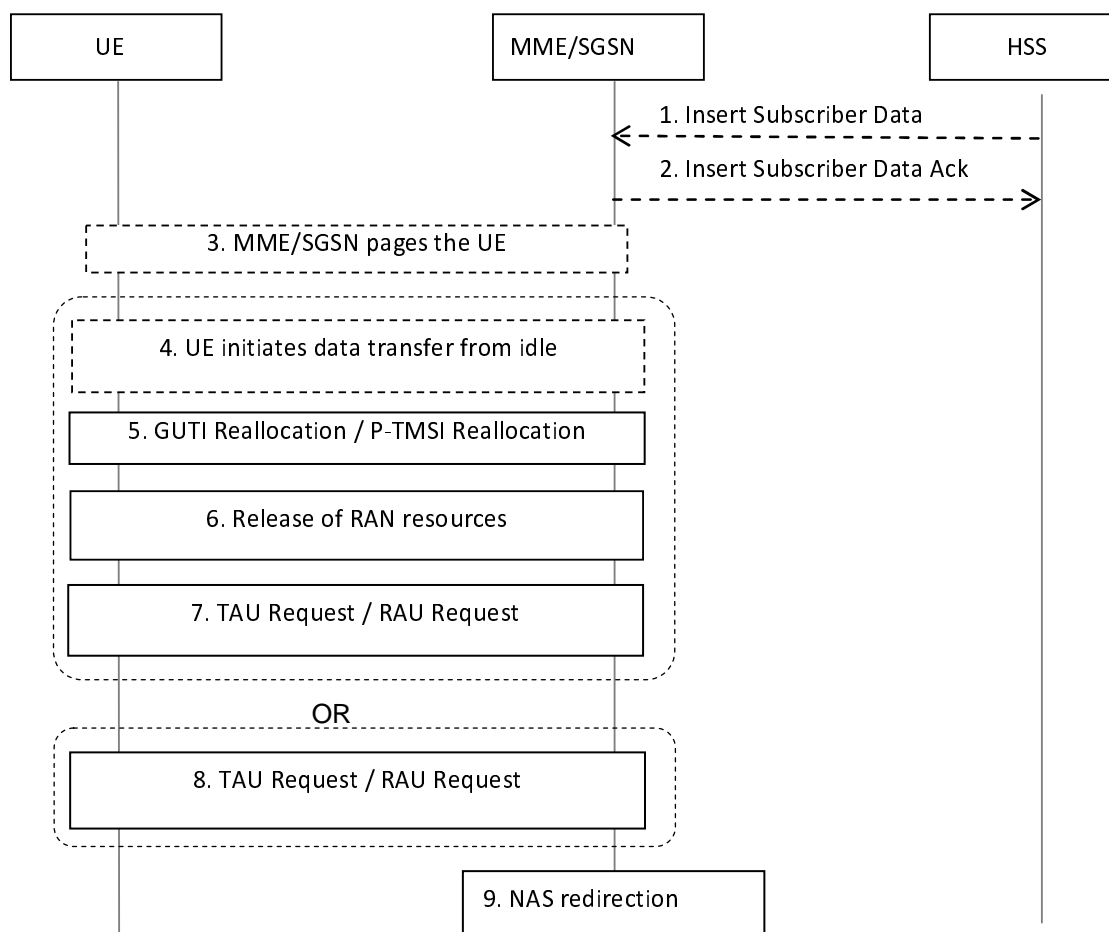 UE
MME/SGSN
HSS
1. Insert Subscriber Data
2. Insert Subscriber Data Ack
3. MME/SGSN pages the UE
4. UE initiates data transfer from idle
5. GUTI Reallocation / P-TMSI Reallocation
6. Release of RAN resources
7. TAU Request / RAU Request
OR
8. TAU Request / RAU Request
9. NAS redirection